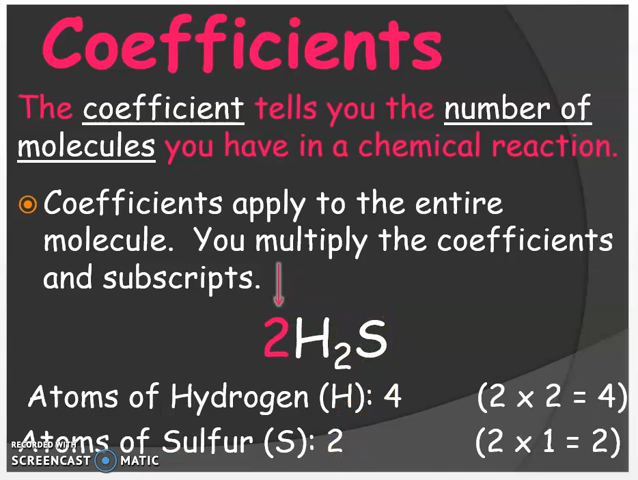 Coefficients
The coefficient tells you the number of
molecules you have in a chemical reaction.
Coefficients apply to the entire
molecule. You multiply the coefficients
and subscripts.
2H₂S
Atoms of Hydrogen (H): 4 (2 x 2 = 4)
Atoms of Sulfur (S): 2 (2 x 1 = 2)
RECORDED WITH
SCREENCAST MATIC